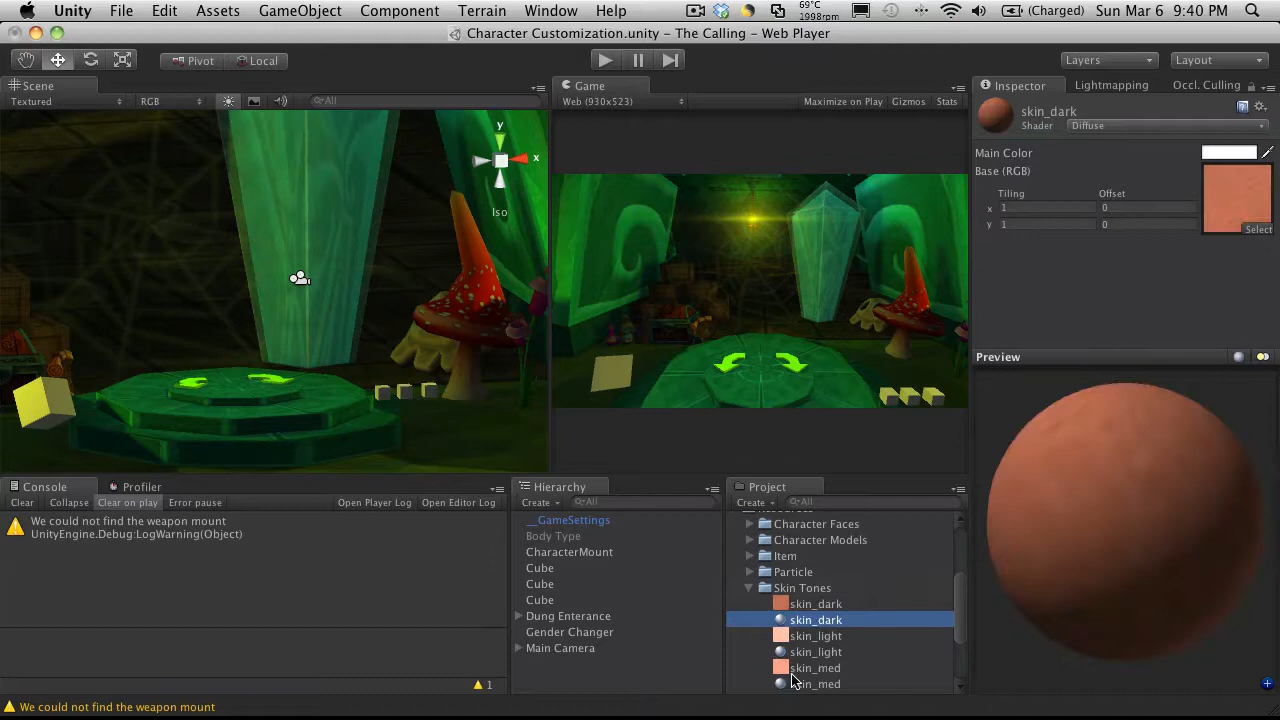 Unity File Edit Assets GameObject Component Terrain Window Help 69°C 1998rpm (Charged) Sun Mar 6 9:40 PM
Character Customization.unity – The Calling – Web Player
Pivot Local Layers Layout
Scene
Textured RGB All
y
x
Iso
Game
Web (930x523) Maximize on Play Gizmos Stats
Inspector Lightmapping Occl. Culling
skin_dark
Shader Diffuse
Main Color
Base (RGB)
Tiling Offset
x 1 0
y 1 0
Select
Preview
Console Profiler
Clear Collapse Clear on play Error pause Open Player Log Open Editor Log
We could not find the weapon mount
UnityEngine.Debug:LogWarning(Object)
1
Hierarchy
Create All
__GameSettings
Body Type
CharacterMount
Cube
Cube
Cube
Dung Enterance
Gender Changer
Main Camera
Project
Create All
Character Faces
Character Models
Item
Particle
Skin Tones
skin_dark
skin_dark
skin_light
skin_light
skin_med
skin_med
We could not find the weapon mount